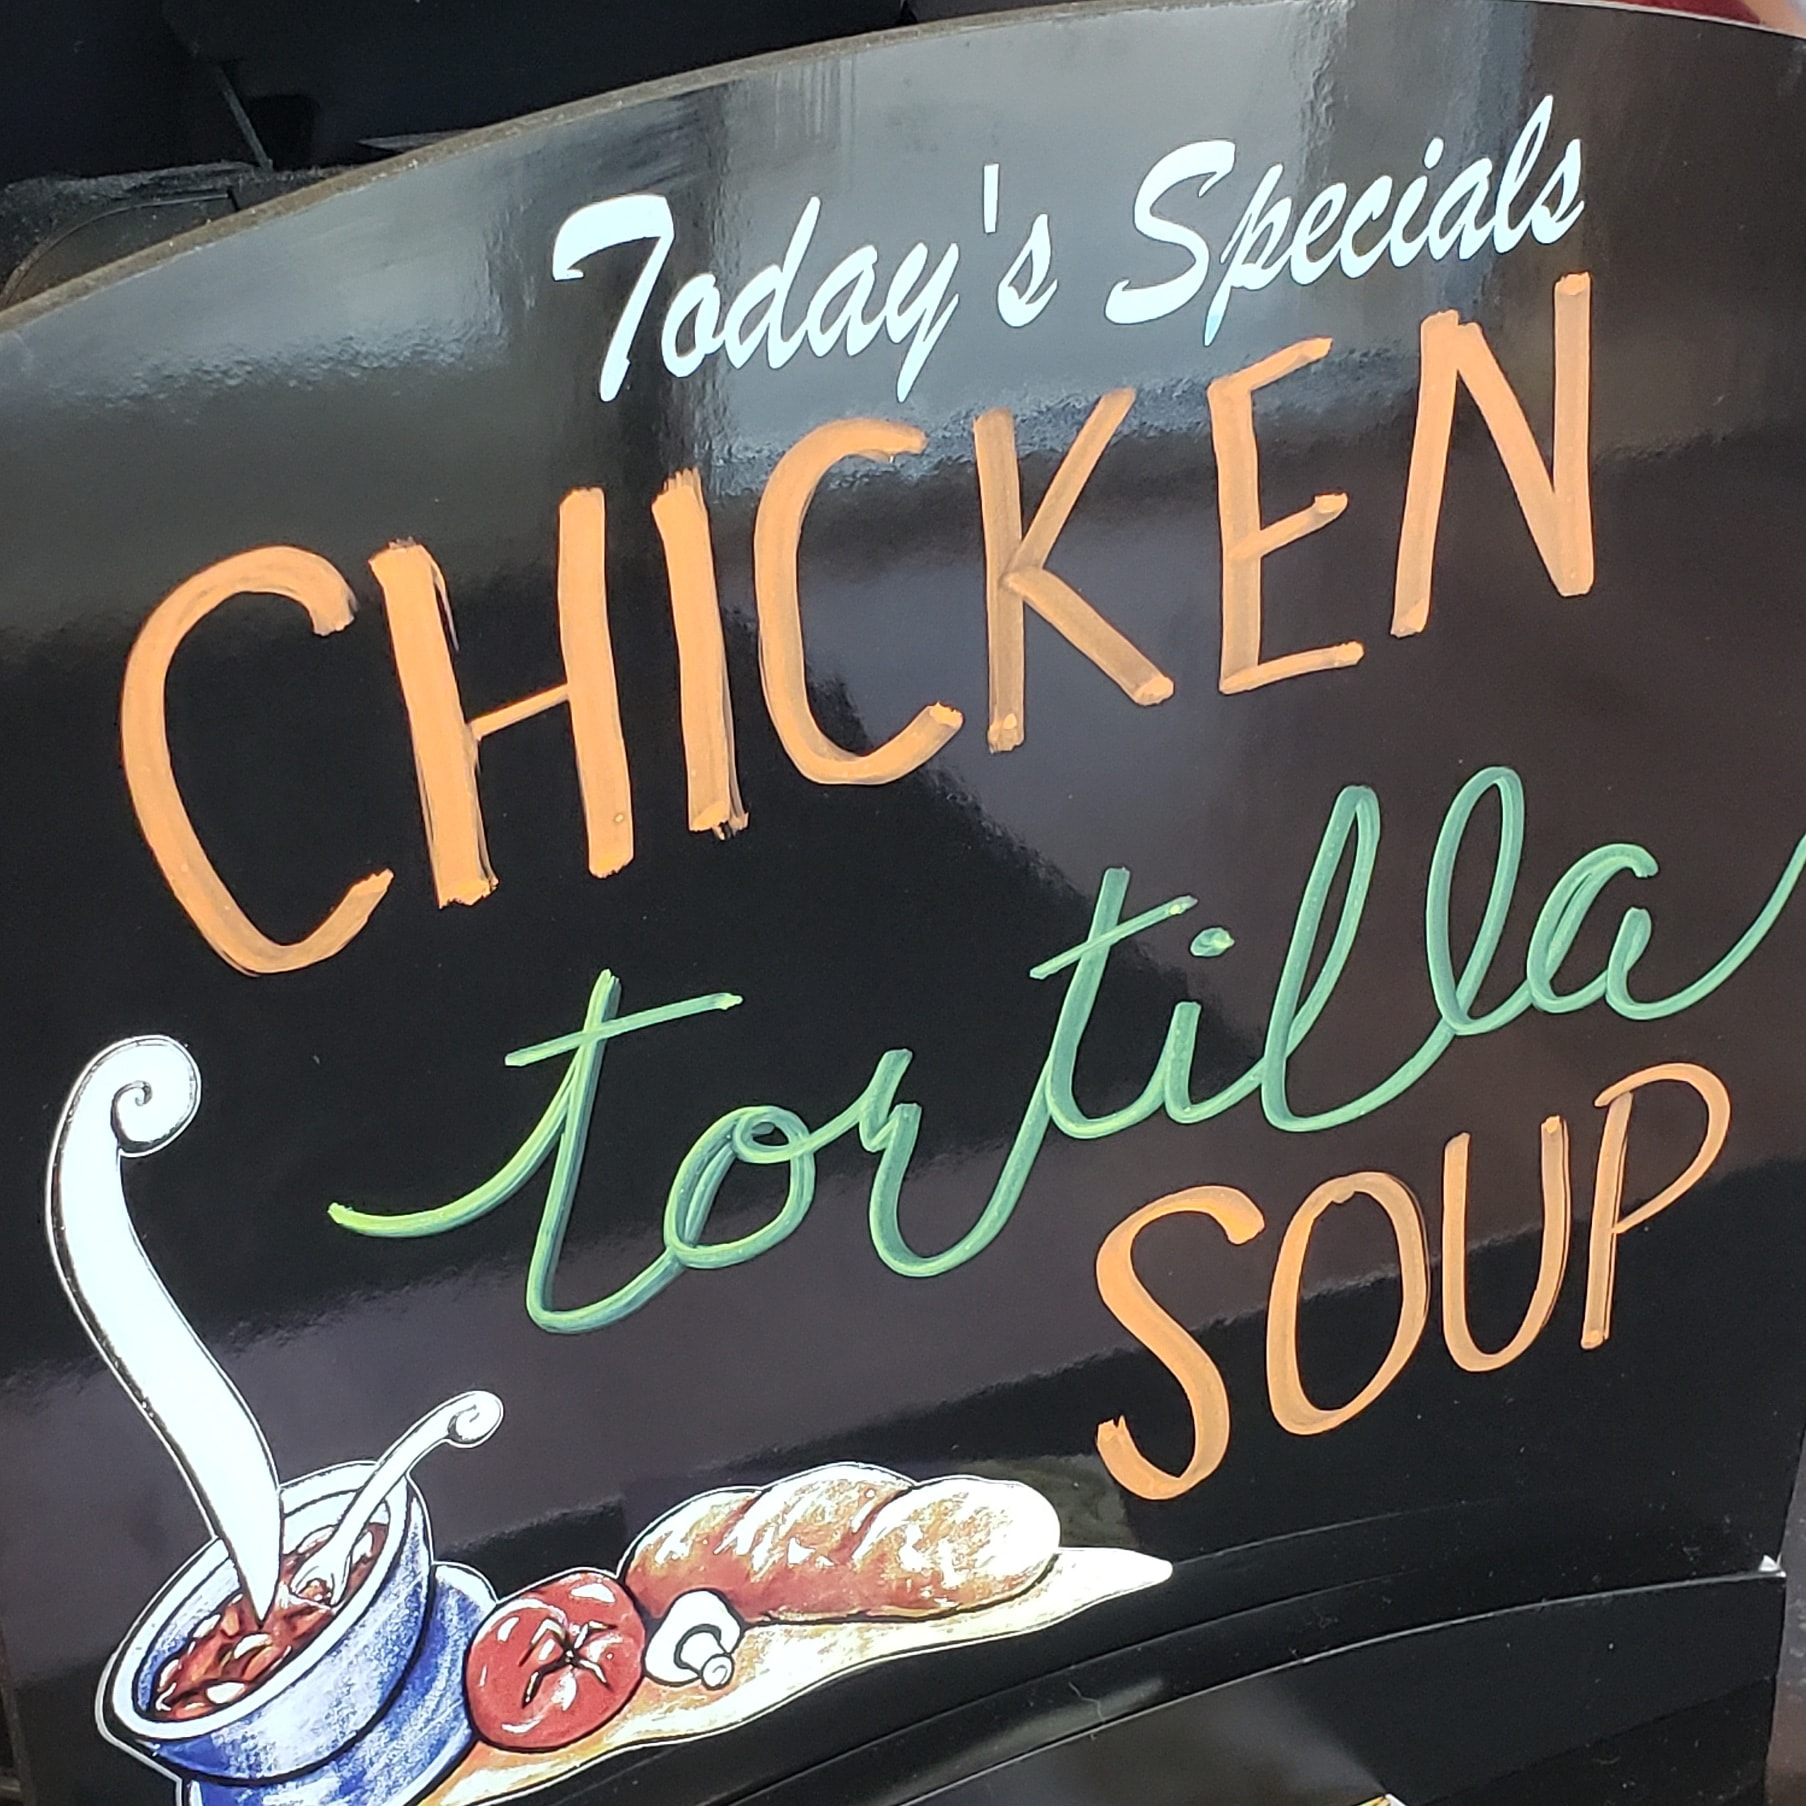 Today's Specials
CHICKEN
tortilla
SOUP